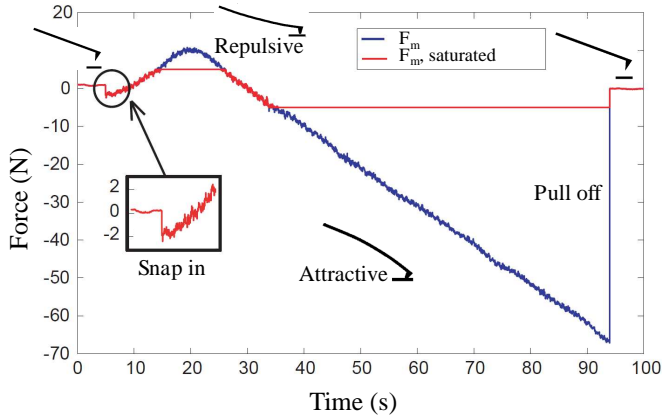 20
10
0
-10
-20
-30
-40
-50
-60
-70
Force (N)
Repulsive
F_m
F_m, saturated
2
0
-2
Snap in
Attractive
Pull off
0 10 20 30 40 50 60 70 80 90 100
Time (s)